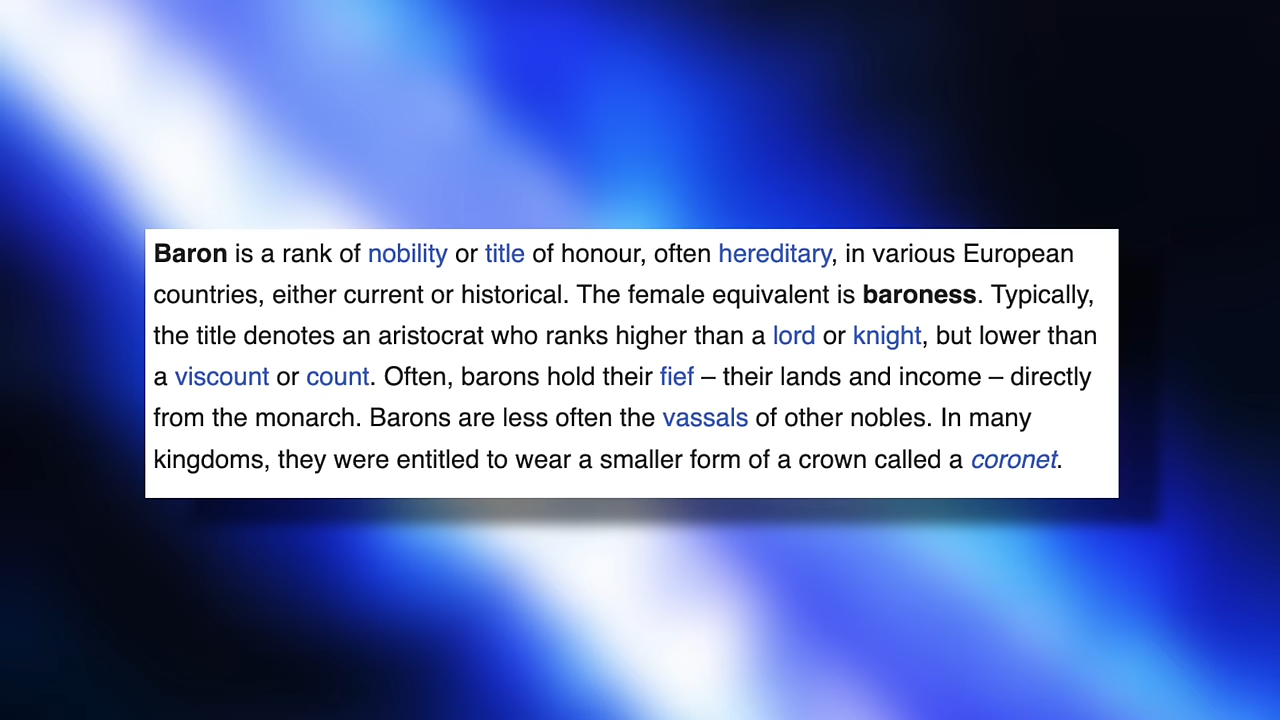 Baron is a rank of nobility or title of honour, often hereditary, in various European
countries, either current or historical. The female equivalent is baroness. Typically,
the title denotes an aristocrat who ranks higher than a lord or knight, but lower than
a viscount or count. Often, barons hold their fief – their lands and income – directly
from the monarch. Barons are less often the vassals of other nobles. In many
kingdoms, they were entitled to wear a smaller form of a crown called a coronet.